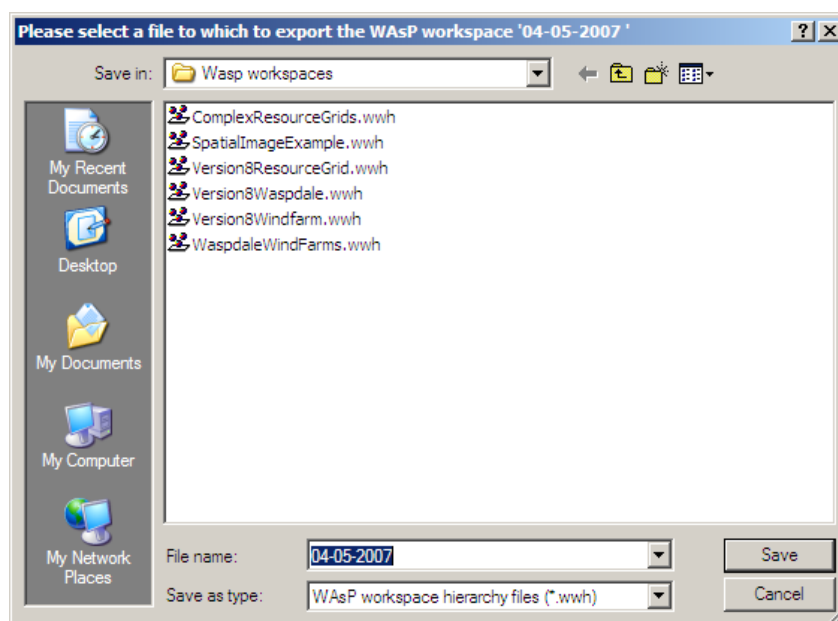 Please select a file to which to export the WAsP workspace '04-05-2007 '
Save in:
Wasp workspaces
My Recent
Documents
Desktop
My Documents
My Computer
My Network
Places
ComplexResourceGrids.wwh
SpatialImageExample.wwh
Version8ResourceGrid.wwh
Version8Waspdale.wwh
Version8Windfarm.wwh
WaspdaleWindFarms.wwh
File name:
04-05-2007
Save
Save as type:
WAsP workspace hierarchy files (*.wwh)
Cancel